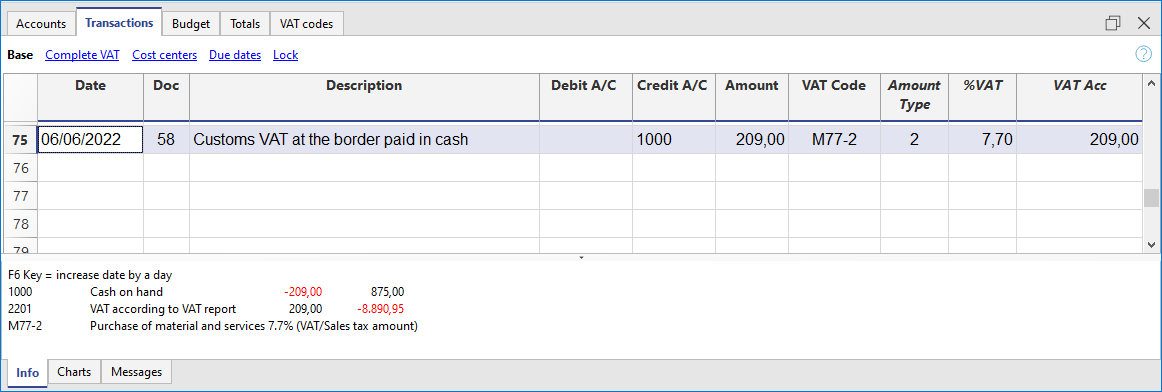 Accounts Transactions Budget Totals VAT codes
Base Complete VAT Cost centers Due dates Lock ?
Date Doc Description Debit A/C Credit A/C Amount VAT Code Amount Type %VAT VAT Acc
75 06/06/2022 58 Customs VAT at the border paid in cash 1000 209,00 M77-2 2 7,70 209,00
76
77
78
79
F6 Key = increase date by a day
1000 Cash on hand -209,00 875,00
2201 VAT according to VAT report 209,00 -8.890,95
M77-2 Purchase of material and services 7.7% (VAT/Sales tax amount)
Info Charts Messages